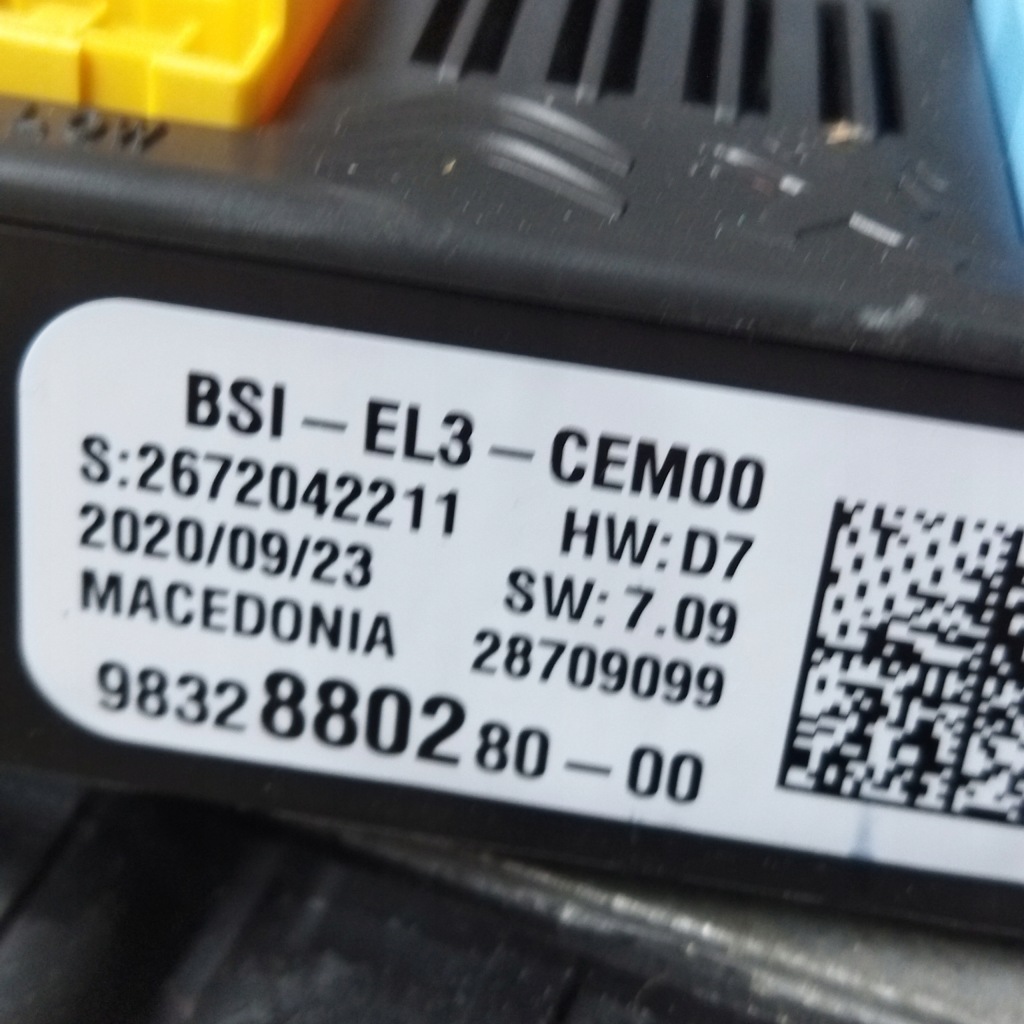 BSI - EL3 - CEM00
S:2672042211
HW:D7
2020/09/23
SW: 7.09
MACEDONIA
28709099
9832880280 - 00